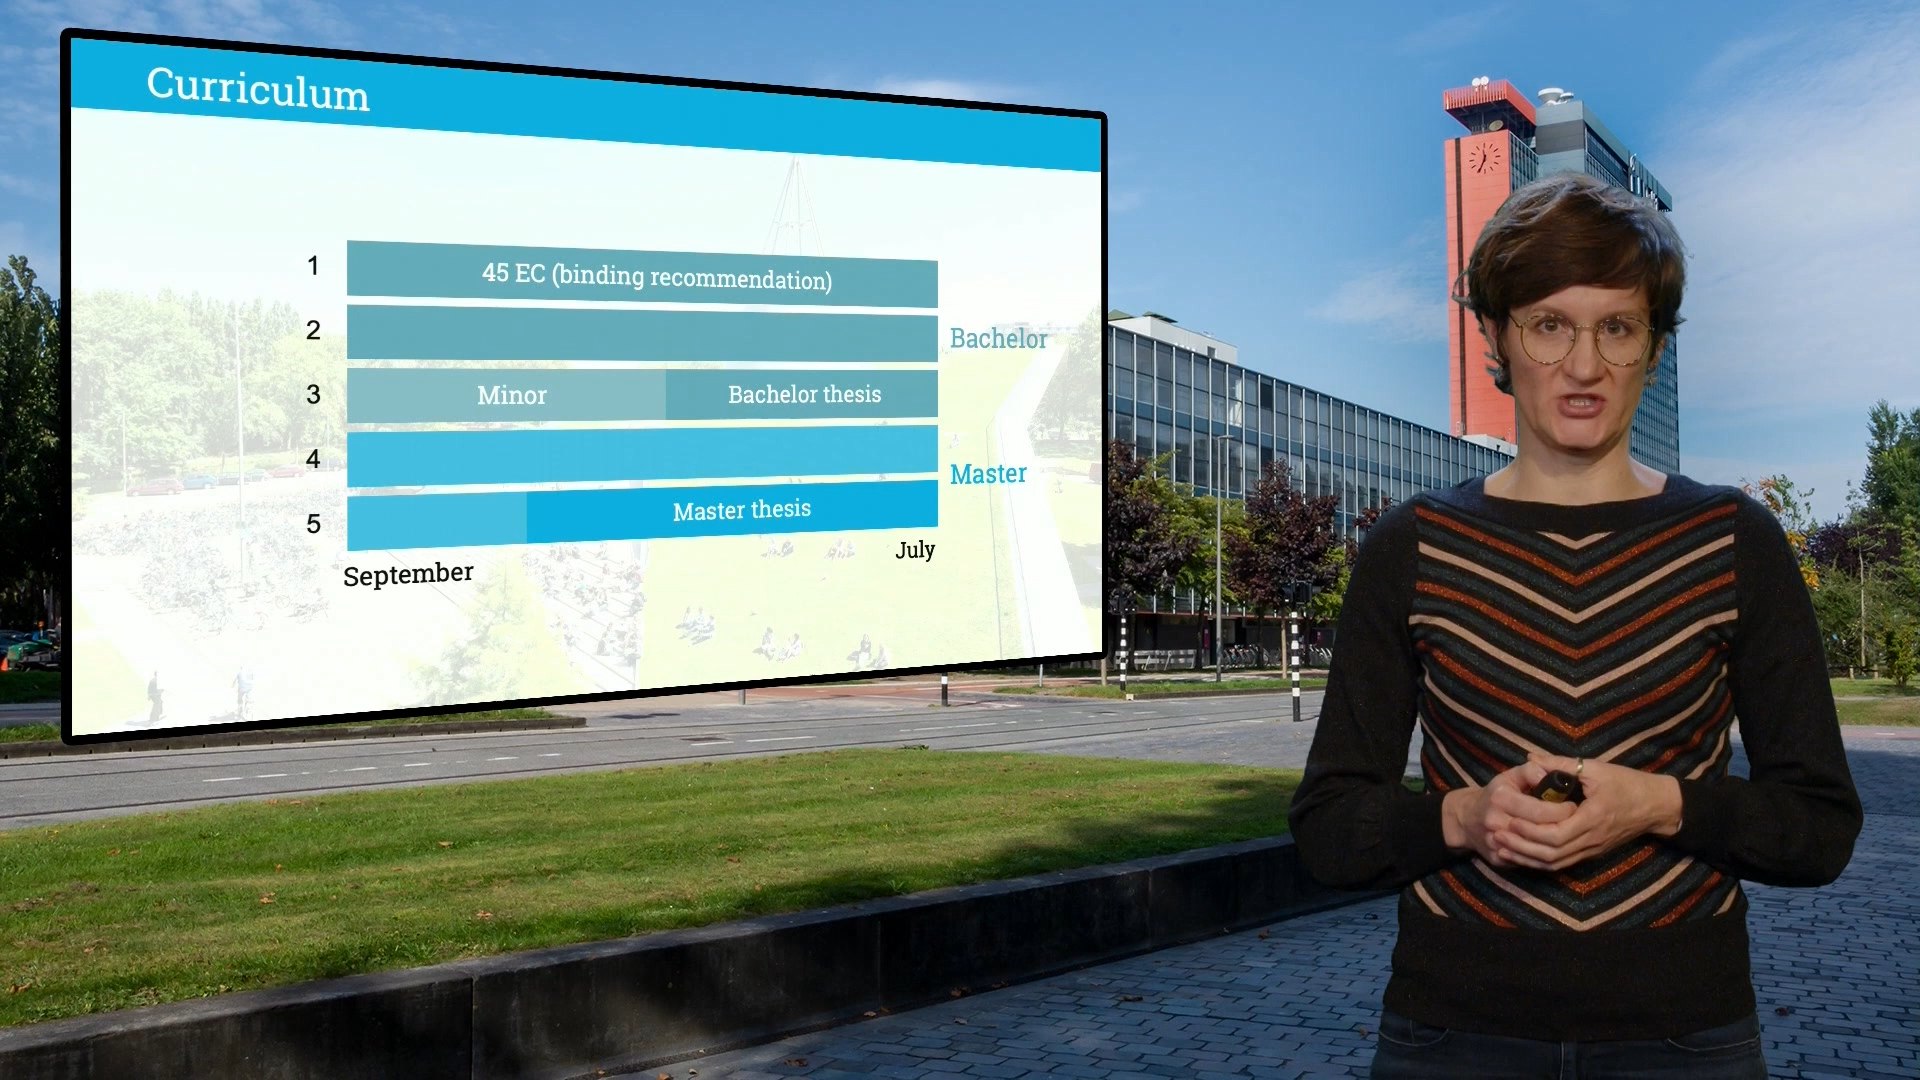 Curriculum
1
45 EC (binding recommendation)
2
Bachelor
3
Minor
Bachelor thesis
4
Master
5
Master thesis
September
July